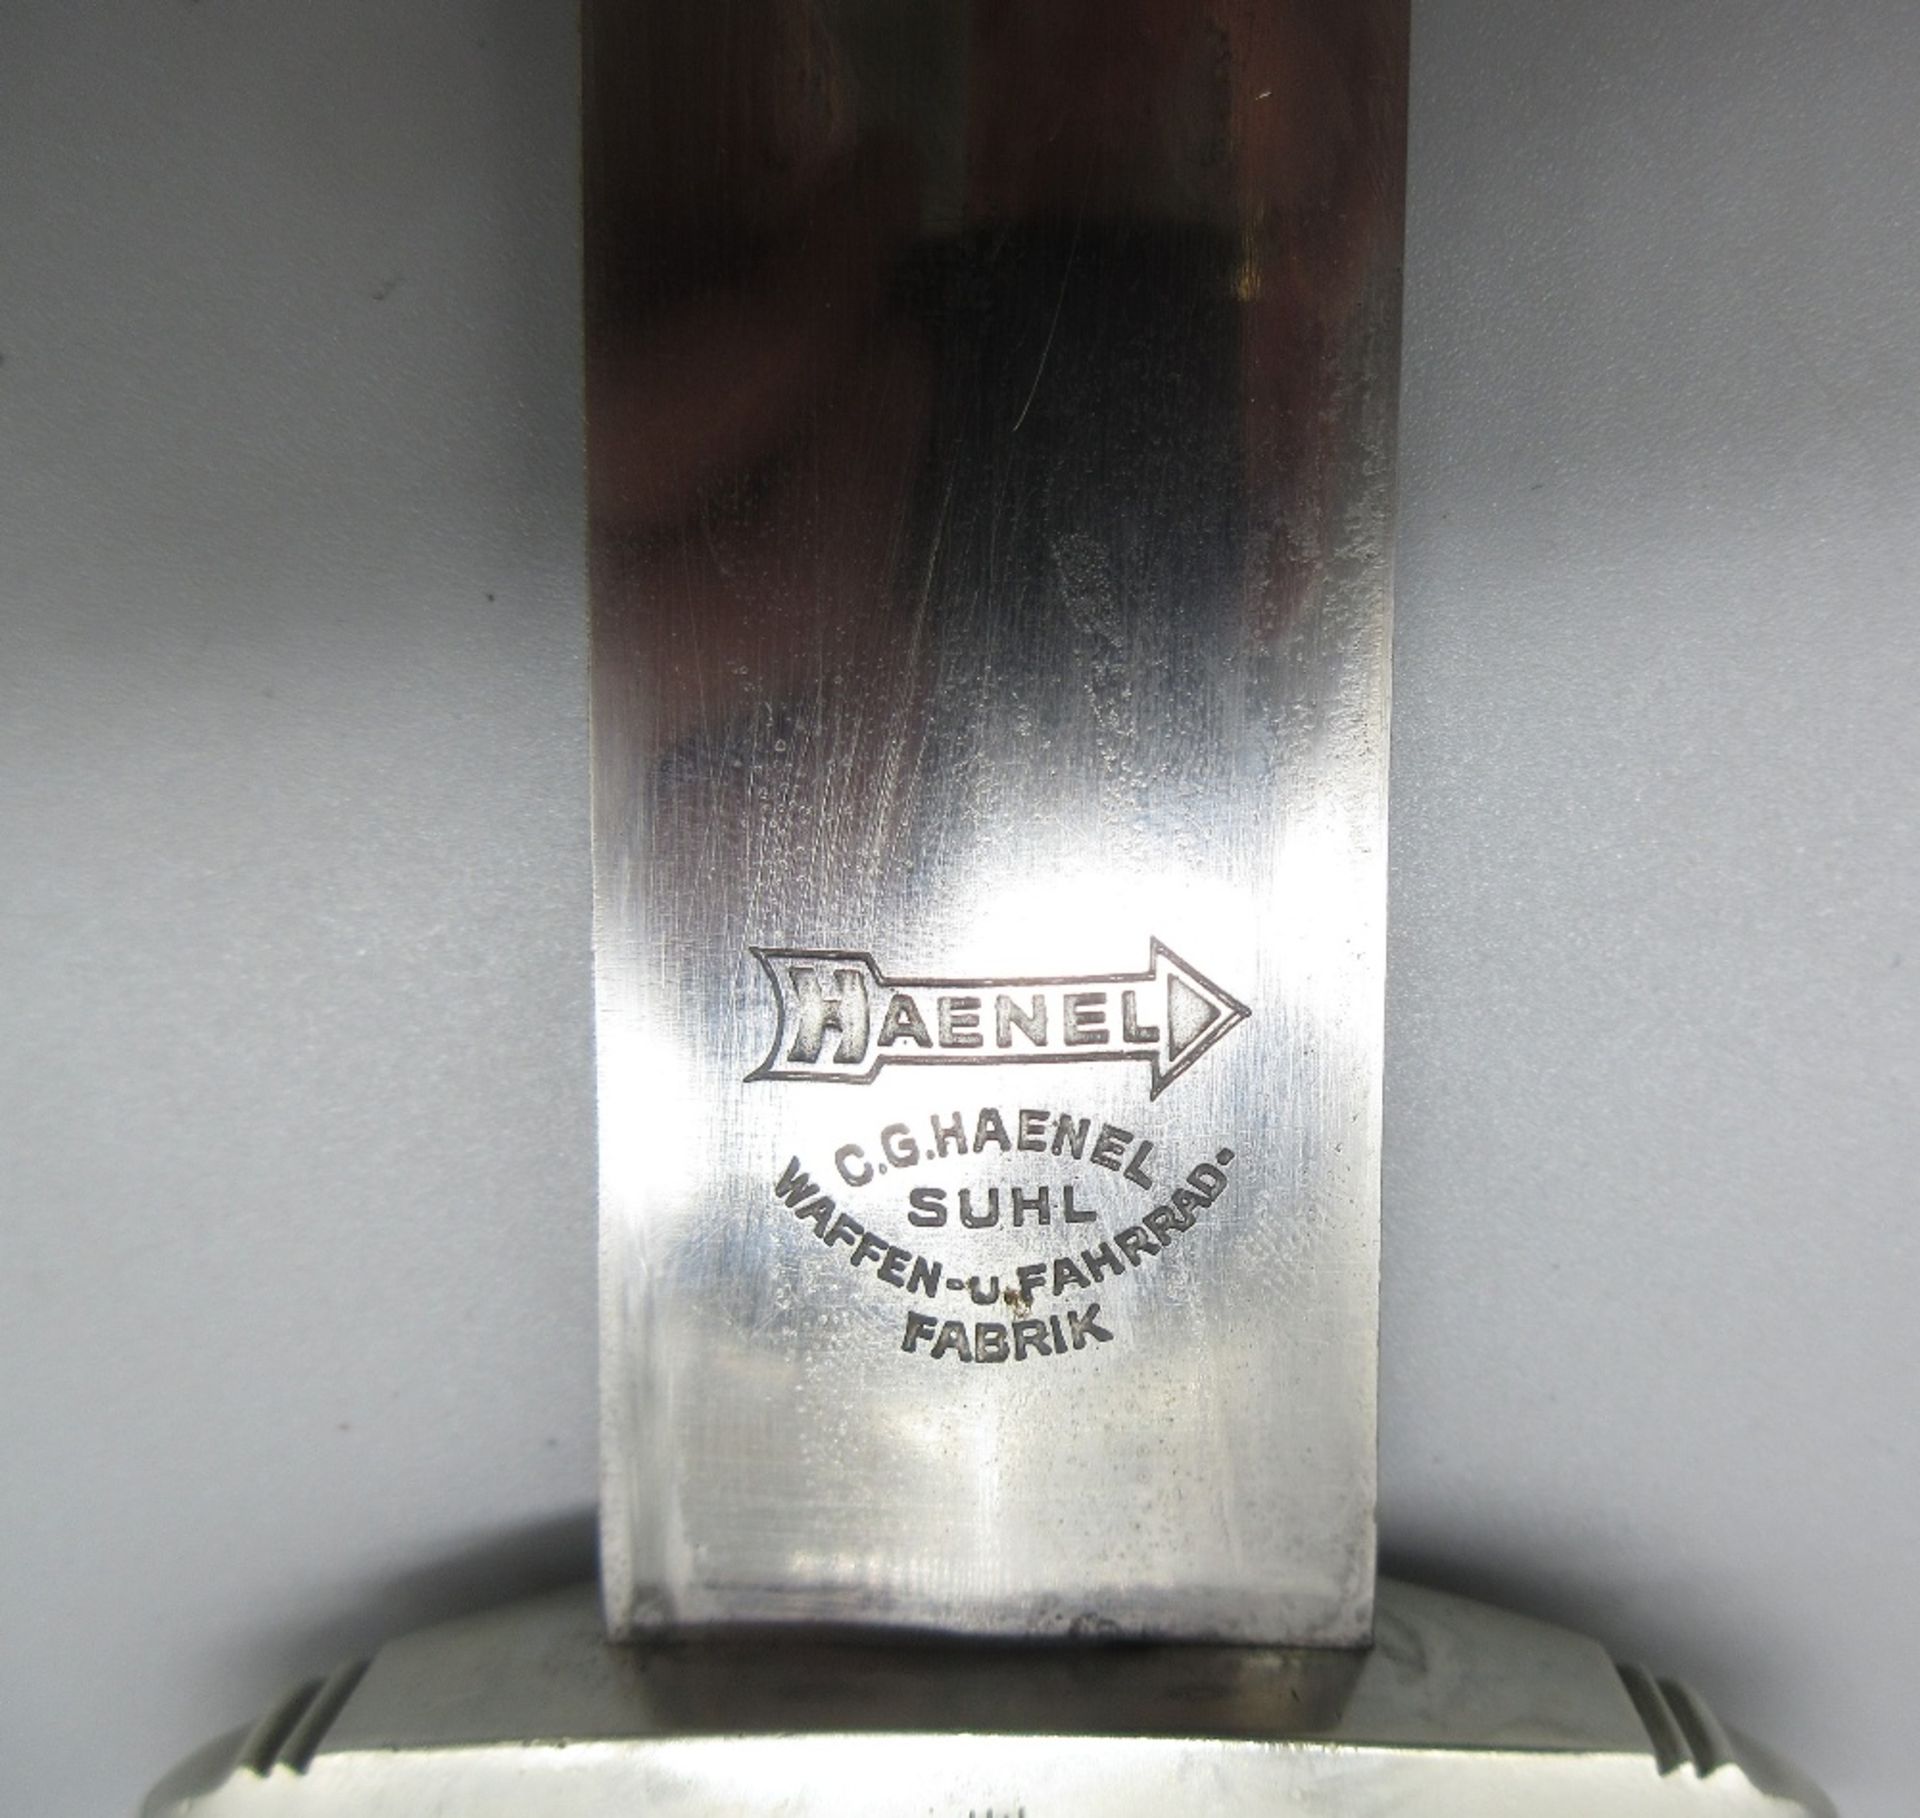 HAENEL
C.G.HAENEL
SUHL
WAFFEN-U.FAHRRAD-
FABRIK